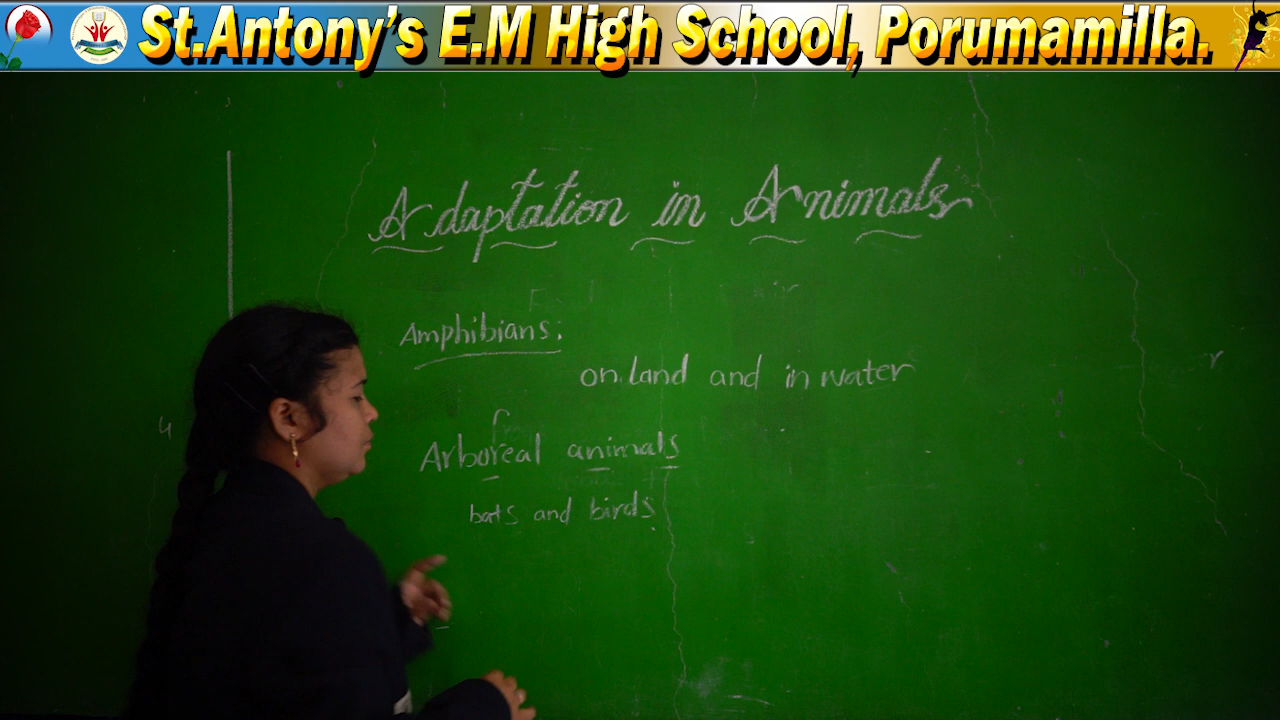 St.Antony's E.M High School, Porumamilla.
Adaptation in Animals
Amphibians:
on land and in water
Arboreal animals
bats and birds
4